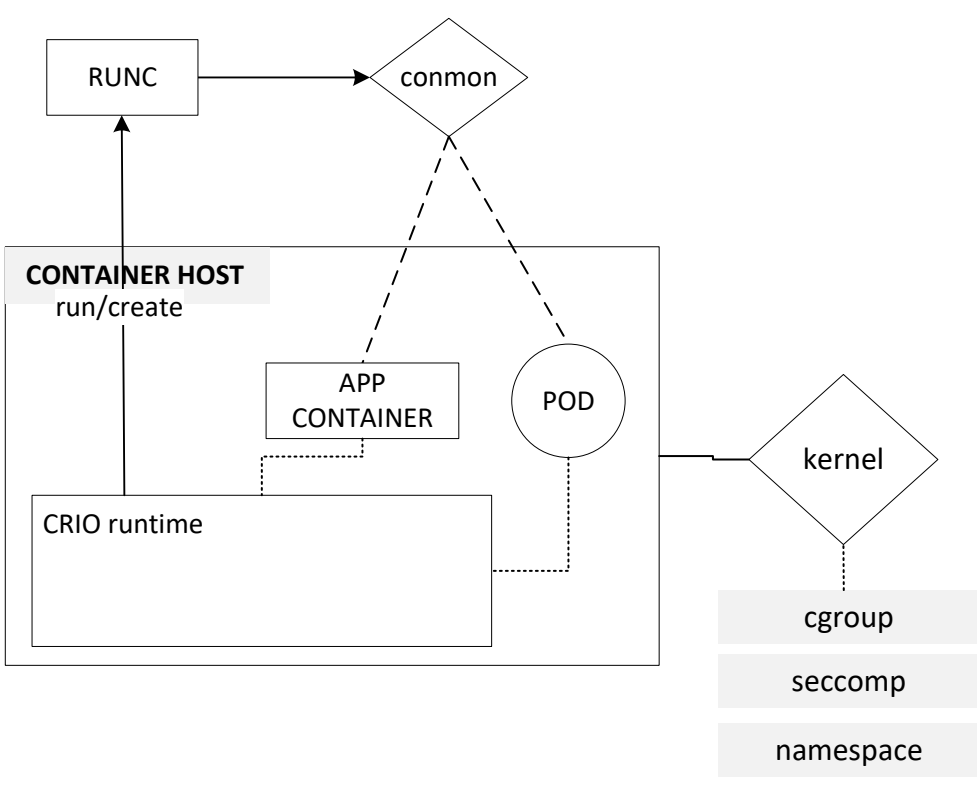 RUNC
conmon
CONTAINER HOST
run/create
APP
CONTAINER
POD
kernel
CRIO runtime
cgroup
seccomp
namespace